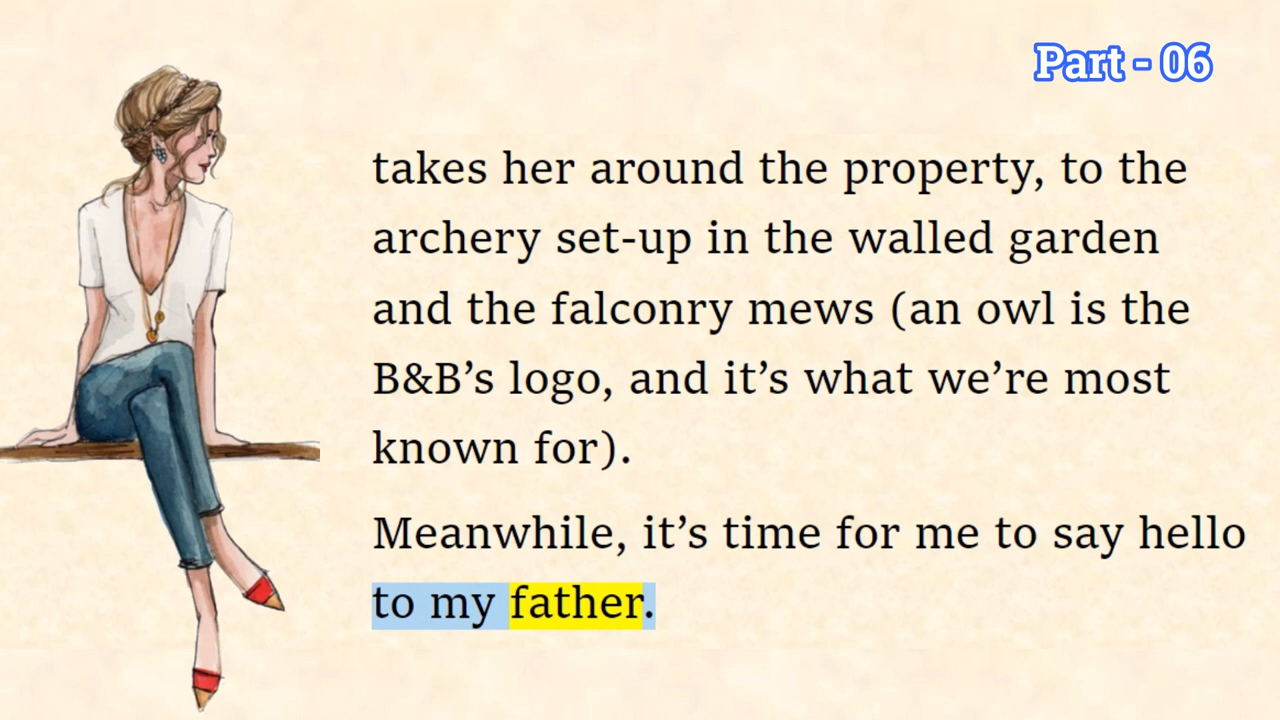 Part - 06
takes her around the property, to the
archery set-up in the walled garden
and the falconry mews (an owl is the
B&B’s logo, and it’s what we’re most
known for).
Meanwhile, it’s time for me to say hello
to my father.